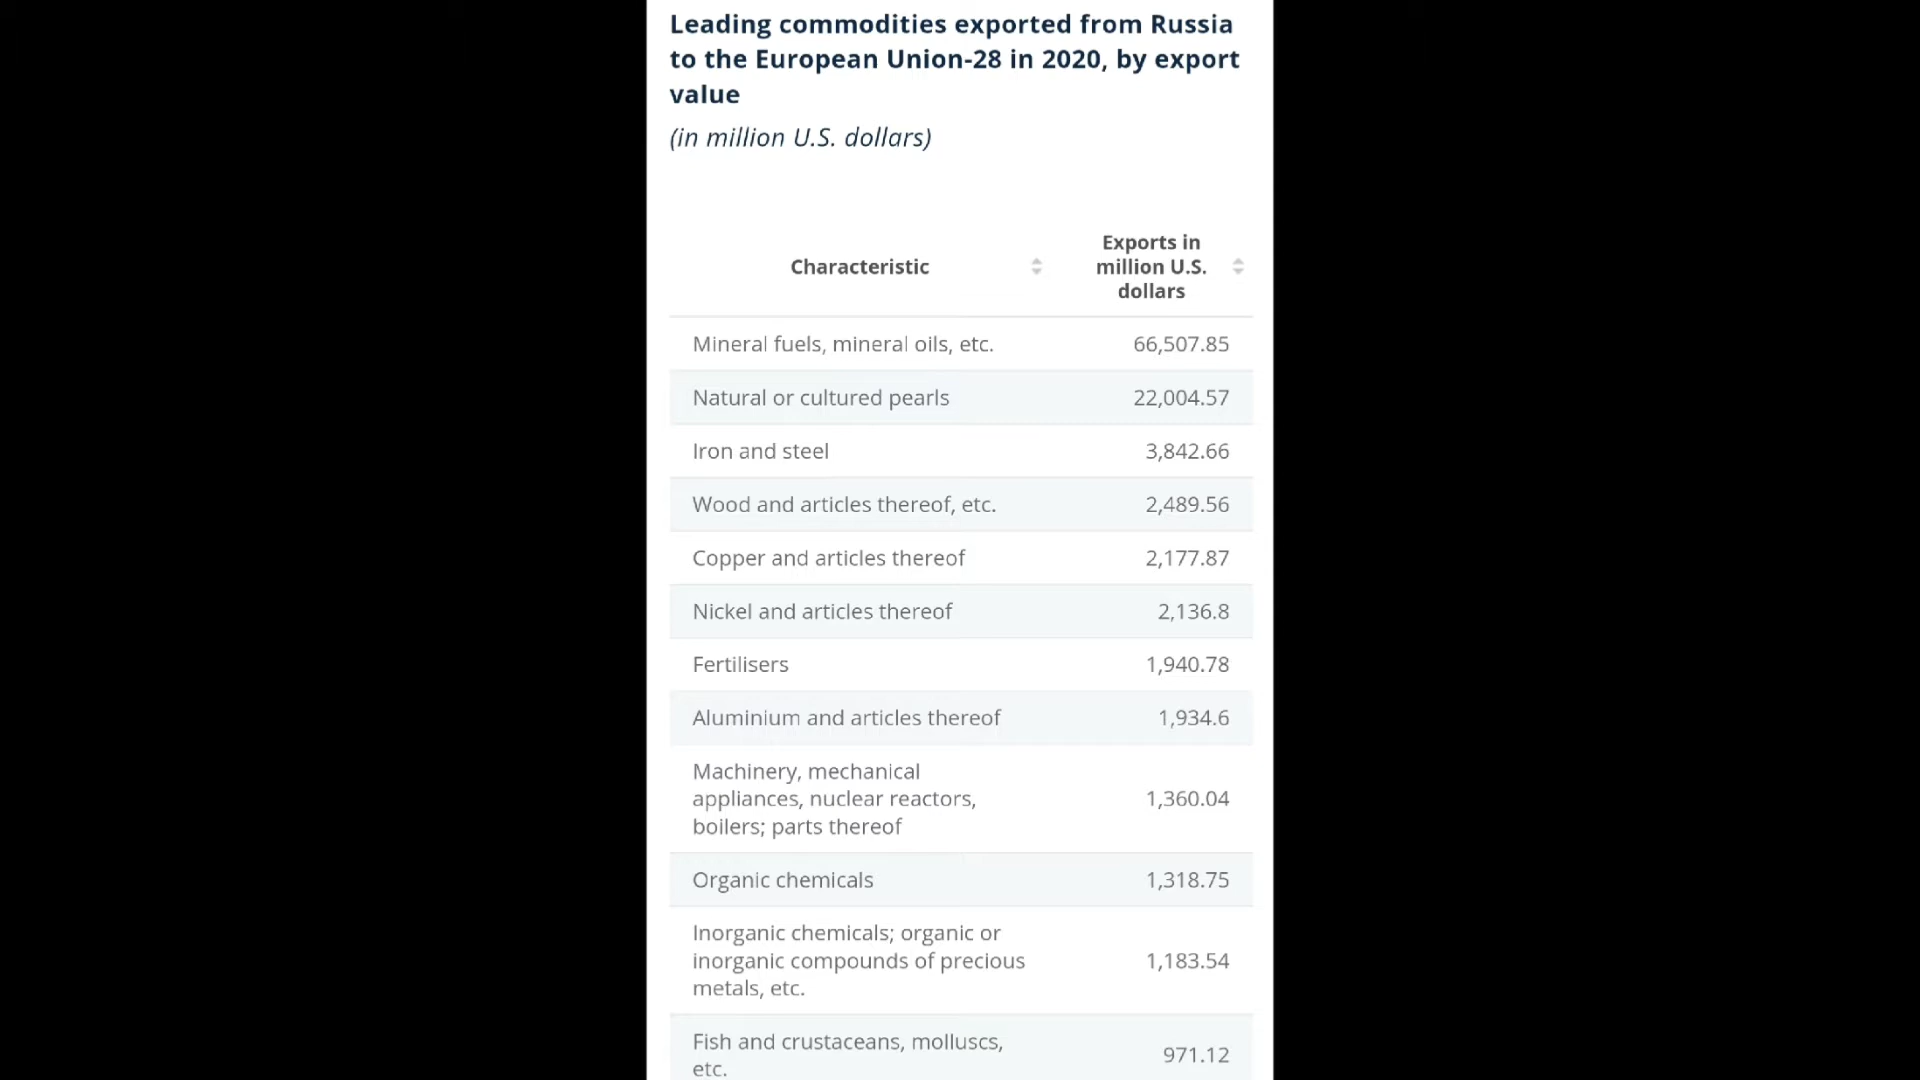 Leading commodities exported from Russia
to the European Union-28 in 2020, by export
value
(in million U.S. dollars)
Characteristic
Exports in
million U.S.
dollars
Mineral fuels, mineral oils, etc. 66,507.85
Natural or cultured pearls 22,004.57
Iron and steel 3,842.66
Wood and articles thereof, etc. 2,489.56
Copper and articles thereof 2,177.87
Nickel and articles thereof 2,136.8
Fertilisers 1,940.78
Aluminium and articles thereof 1,934.6
Machinery, mechanical
appliances, nuclear reactors, 1,360.04
boilers; parts thereof
Organic chemicals 1,318.75
Inorganic chemicals; organic or
inorganic compounds of precious 1,183.54
metals, etc.
Fish and crustaceans, molluscs, 971.12
etc.